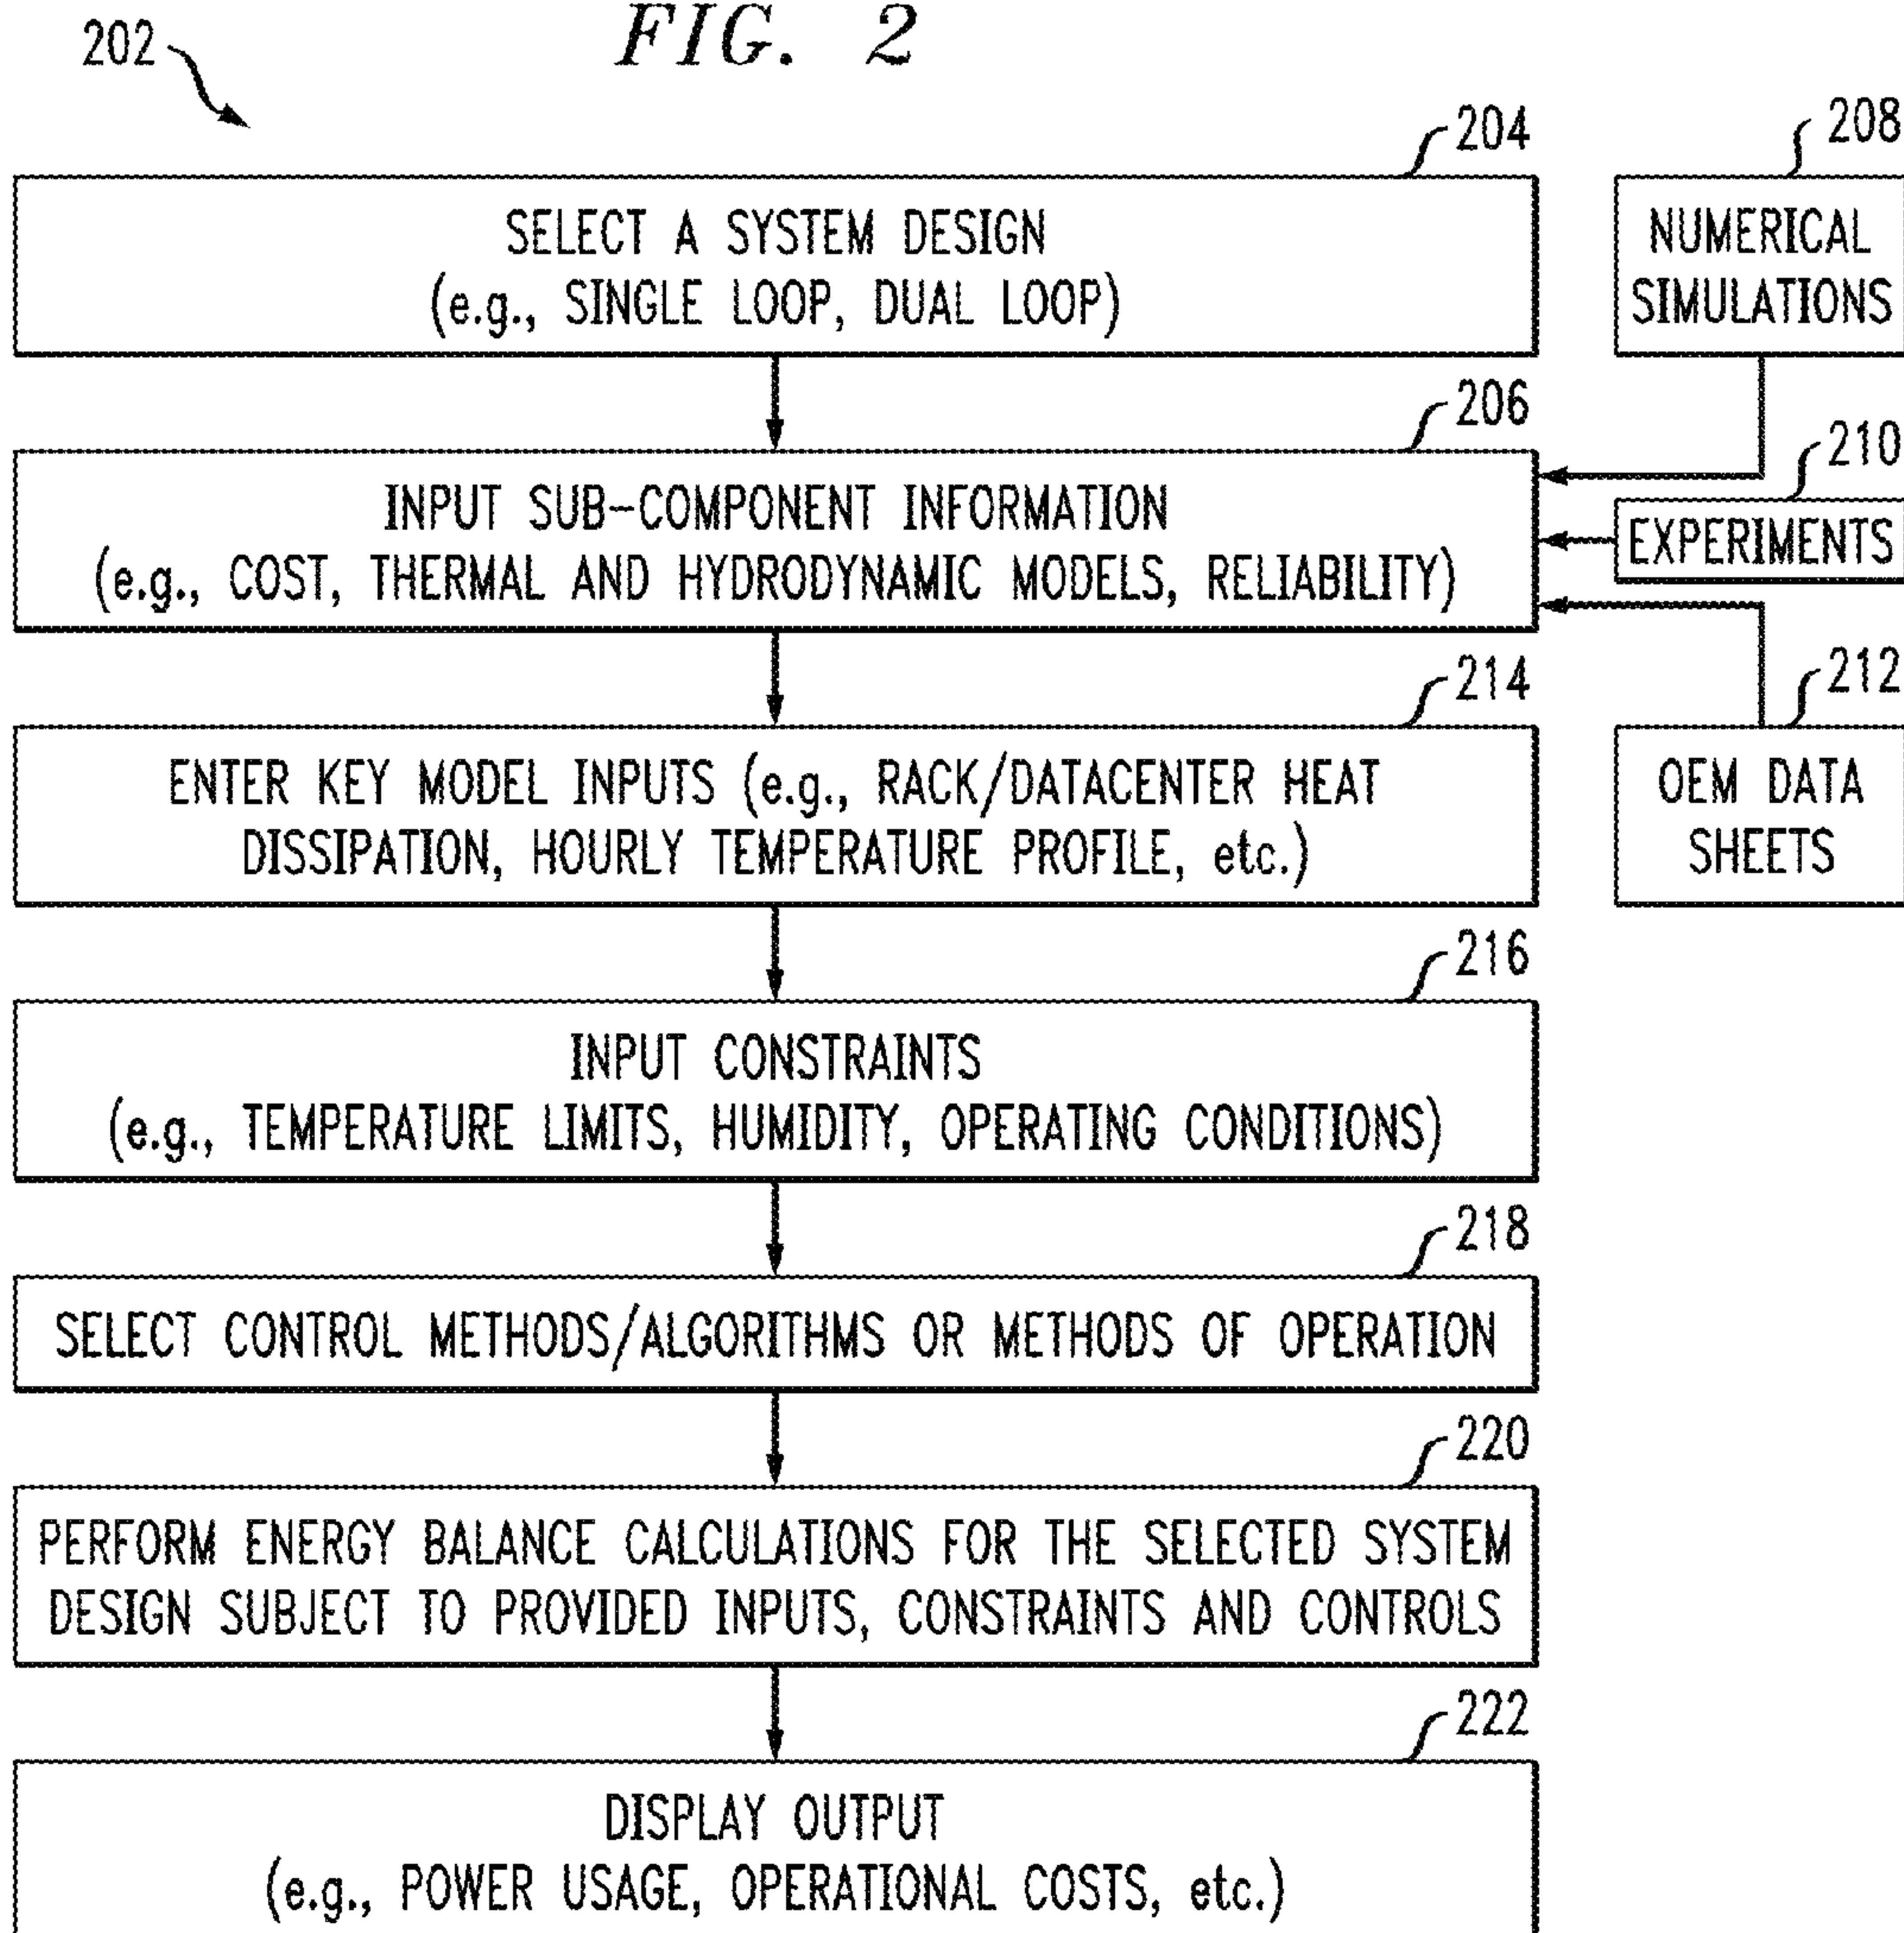 FIG. 2
202
204
SELECT A SYSTEM DESIGN
(e.g., SINGLE LOOP, DUAL LOOP)
208
NUMERICAL
SIMULATIONS
206
INPUT SUB-COMPONENT INFORMATION
(e.g., COST, THERMAL AND HYDRODYNAMIC MODELS, RELIABILITY)
210
EXPERIMENTS
212
OEM DATA
SHEETS
214
ENTER KEY MODEL INPUTS (e.g., RACK/DATACENTER HEAT
DISSIPATION, HOURLY TEMPERATURE PROFILE, etc.)
216
INPUT CONSTRAINTS
(e.g., TEMPERATURE LIMITS, HUMIDITY, OPERATING CONDITIONS)
218
SELECT CONTROL METHODS/ALGORITHMS OR METHODS OF OPERATION
220
PERFORM ENERGY BALANCE CALCULATIONS FOR THE SELECTED SYSTEM
DESIGN SUBJECT TO PROVIDED INPUTS, CONSTRAINTS AND CONTROLS
222
DISPLAY OUTPUT
(e.g., POWER USAGE, OPERATIONAL COSTS, etc.)